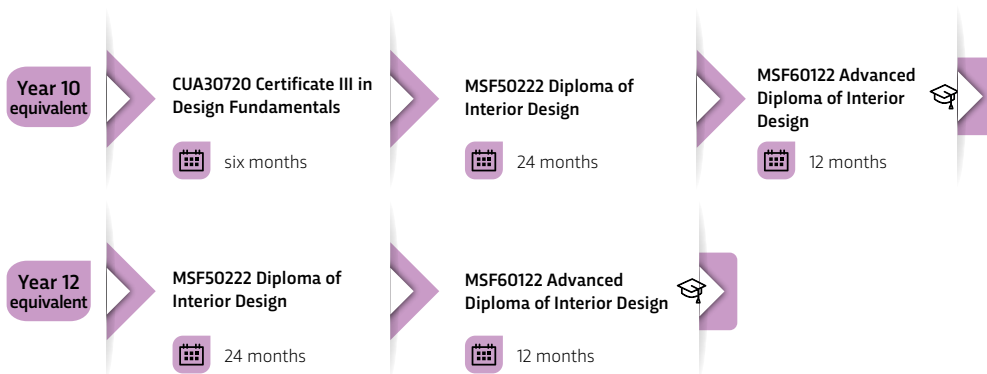 Year 10
equivalent
CUA30720 Certificate III in
Design Fundamentals
six months
MSF50222 Diploma of
Interior Design
24 months
MSF60122 Advanced
Diploma of Interior
Design
12 months
Year 12
equivalent
MSF50222 Diploma of
Interior Design
24 months
MSF60122 Advanced
Diploma of Interior Design
12 months